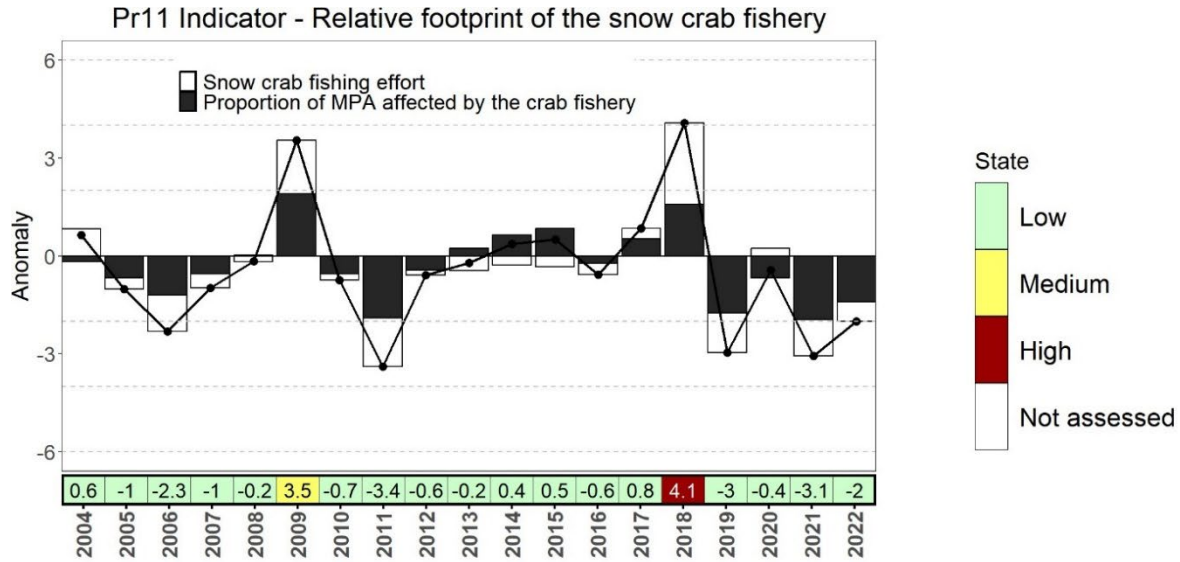 Pr11 Indicator - Relative footprint of the snow crab fishery
6
3
0
-3
-6
Anomaly
Snow crab fishing effort
Proportion of MPA affected by the crab fishery
0.6 -1 -2.3 -1 -0.2 3.5 -0.7 -3.4 -0.6 -0.2 0.4 0.5 -0.6 0.8 4.1 -3 -0.4 -3.1 -2
2004 2005 2006 2007 2008 2009 2010 2011 2012 2013 2014 2015 2016 2017 2018 2019 2020 2021 2022
State
Low
Medium
High
Not assessed